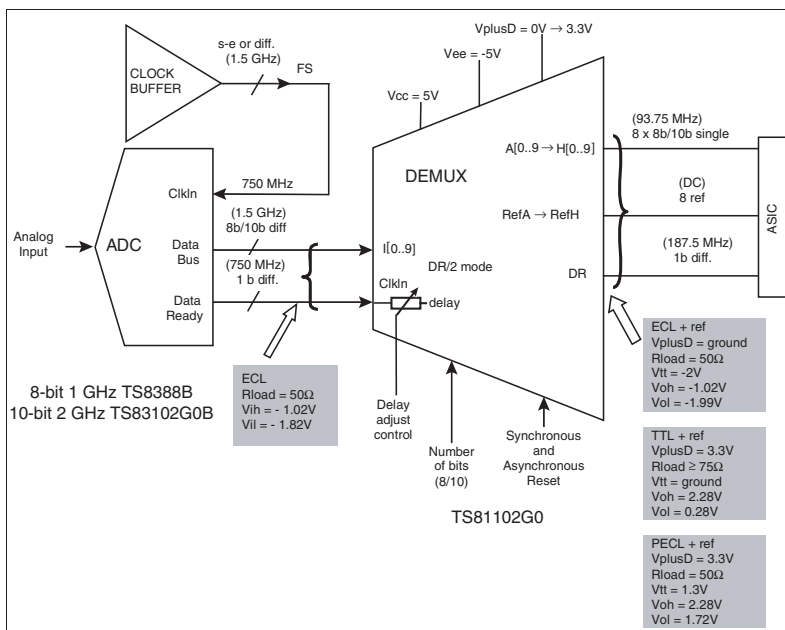 VplusD = 0V → 3.3V
s-e or diff.
(1.5 GHz)
FS
Vee = -5V
CLOCK
BUFFER
Vcc = 5V
(93.75 MHz)
8 x 8b/10b single
A[0..9 → H[0..9]
DEMUX
ClkIn
750 MHz
(DC)
8 ref
RefA → RefH
ASIC
Analog
Input
ADC
(1.5 GHz)
8b/10b diff
Data
Bus
I[0..9]
(187.5 MHz)
1b diff.
DR/2 mode
DR
(750 MHz)
1 b diff.
ClkIn
delay
Data
Ready
ECL + ref
VplusD = ground
Rload = 50Ω
Vtt = -2V
Voh = -1.02V
Vol = -1.99V
8-bit 1 GHz TS8388B
10-bit 2 GHz TS83102G0B
ECL
Rload = 50Ω
Vih = - 1.02V
Vil = - 1.82V
Delay
adjust
control
Number
of bits
(8/10)
Synchronous
and
Asynchronous
Reset
TS81102G0
TTL + ref
VplusD = 3.3V
Rload ≥ 75Ω
Vtt = ground
Voh = 2.28V
Vol = 0.28V
PECL + ref
VplusD = 3.3V
Rload = 50Ω
Vtt = 1.3V
Voh = 2.28V
Vol = 1.72V